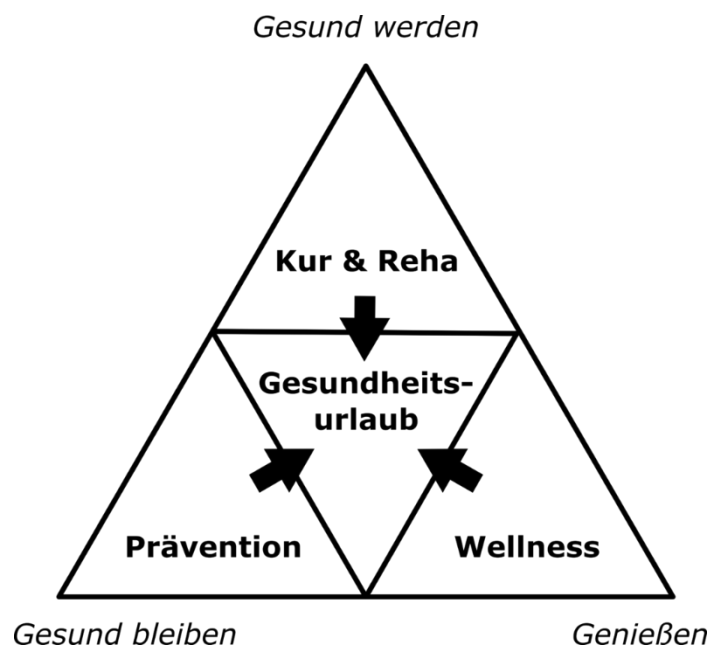 Gesund werden
Kur & Reha
Gesundheits-
urlaub
Prävention
Wellness
Gesund bleiben
Genießen